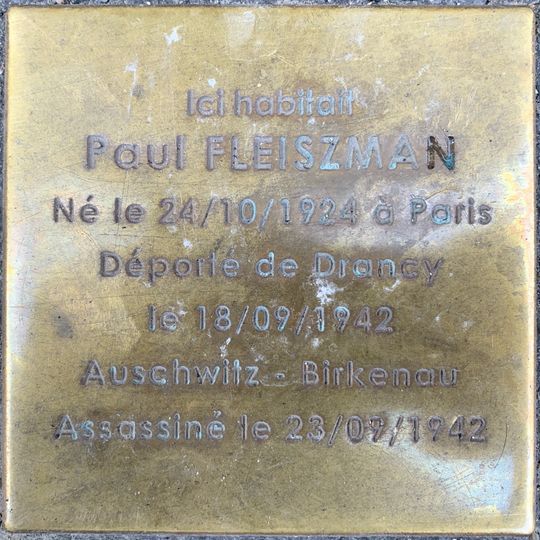 Ici habitait
Paul FLEISZMAN
Né le 24/10/1924 à Paris
Déporté de Drancy
le 18/09/1942
Auschwitz - Birkenau
Assassiné le 23/09/1942